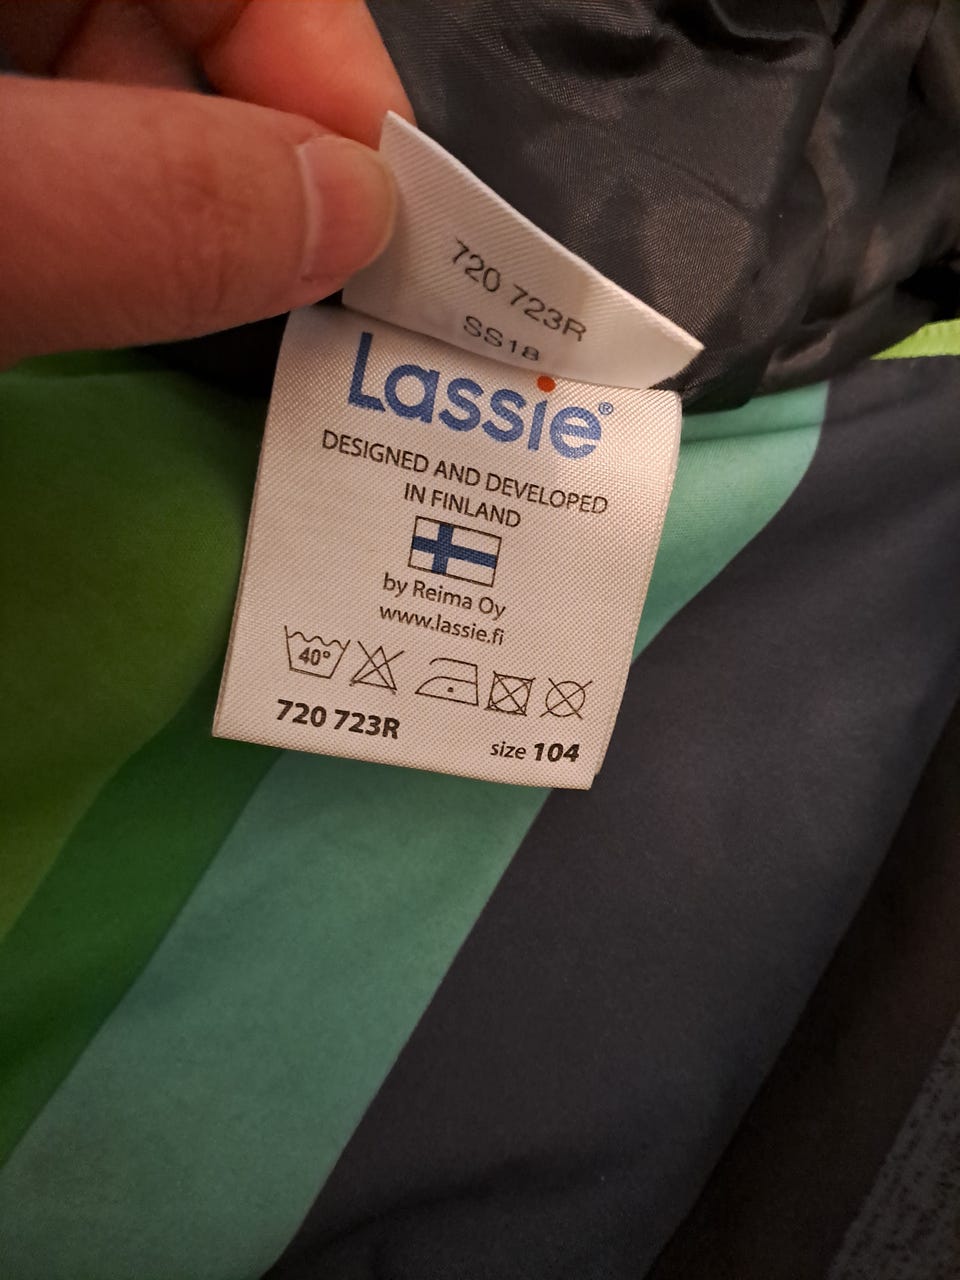 720 723R
SS18
Lassie®
DESIGNED AND DEVELOPED
IN FINLAND
by Reima Oy
www.lassie.fi
40°
720 723R
size 104